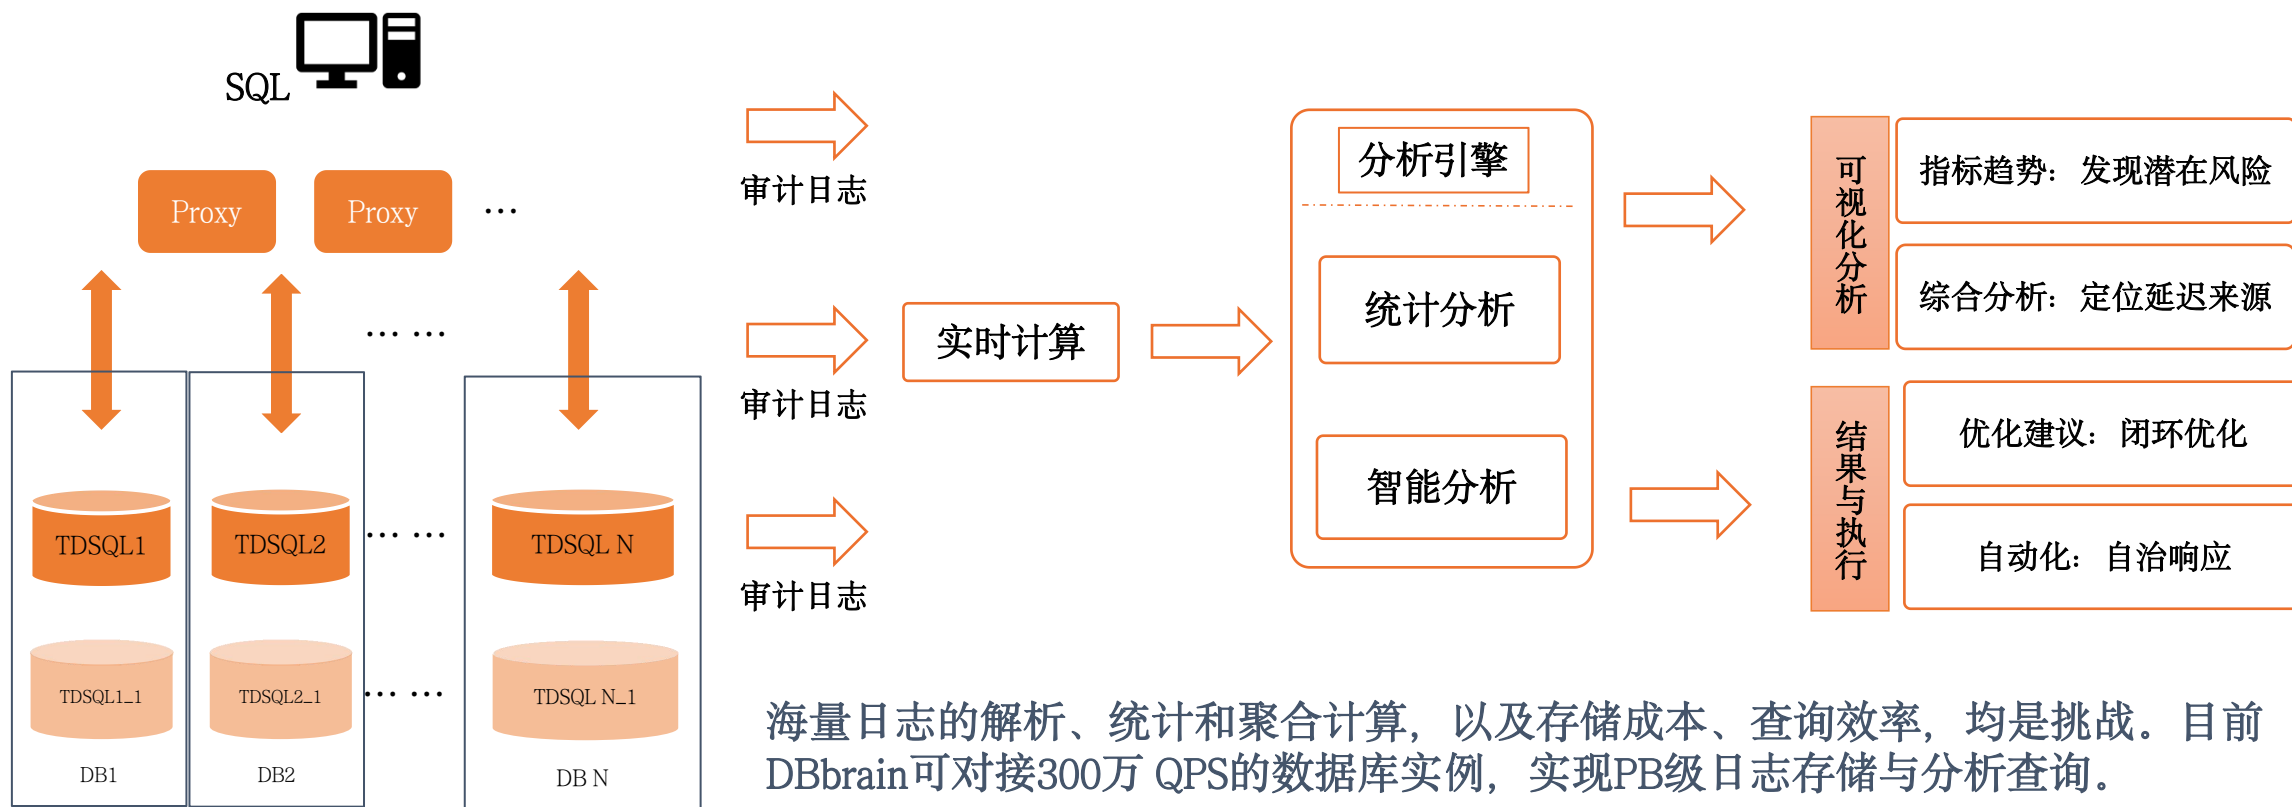 SQL
Proxy
Proxy
...
... ...
TDSQL1
TDSQL2
... ...
TDSQL N
TDSQL1_1
TDSQL2_1
... ...
TDSQL N_1
DB1
DB2
DB N
审计日志
审计日志
审计日志
实时计算
分析引擎
统计分析
智能分析
可视化分析
指标趋势：发现潜在风险
综合分析：定位延迟来源
结果与执行
优化建议：闭环优化
自动化：自治响应
海量日志的解析、统计和聚合计算，以及存储成本、查询效率，均是挑战。目前
DBbrain可对接300万 QPS的数据库实例，实现PB级日志存储与分析查询。